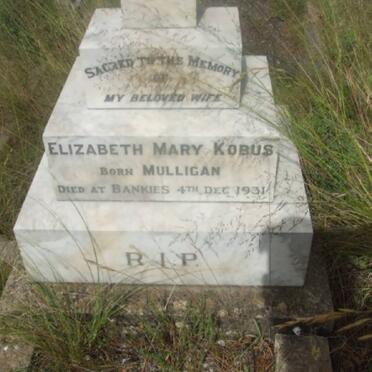 SACRED TO THE MEMORY
OF
MY BELOVED WIFE
ELIZABETH MARY KOBUS
BORN MULLIGAN
DIED AT BANKIES 4TH DEC. 1931
R.I.P